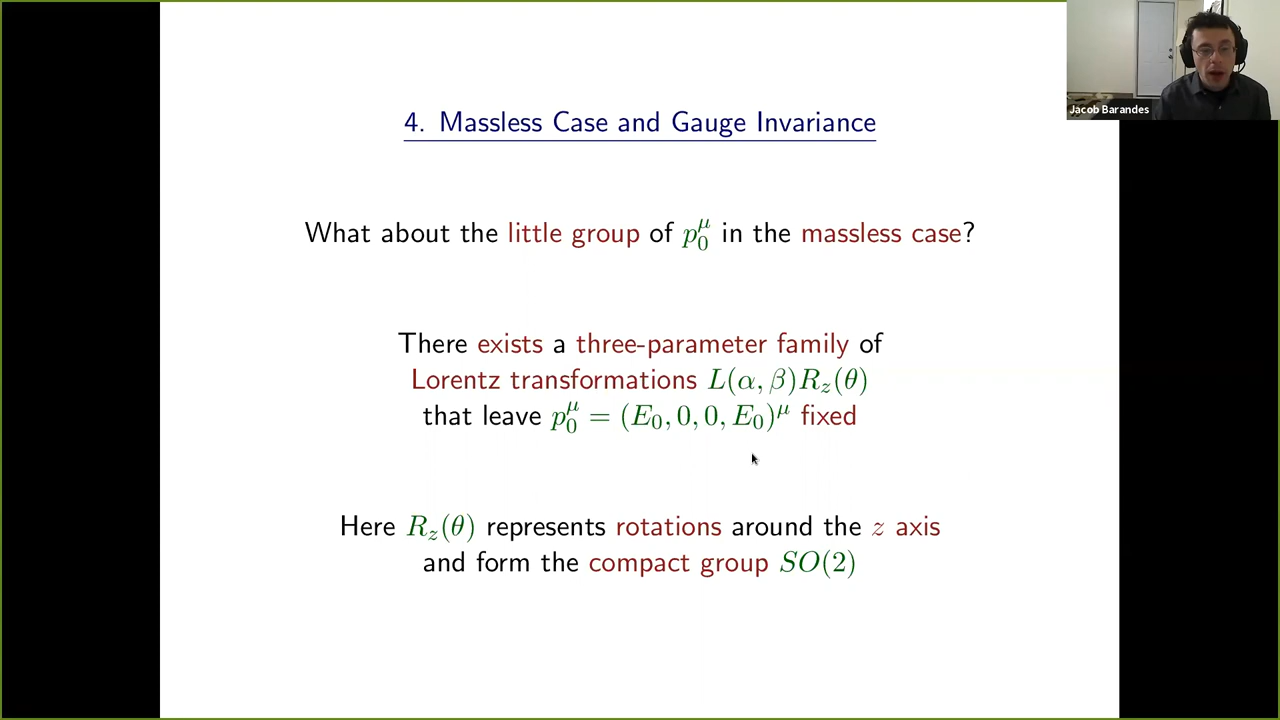 Jacob Barandes
4. Massless Case and Gauge Invariance
What about the little group of p₀^μ in the massless case?
There exists a three-parameter family of
Lorentz transformations L(α, β)R_z(θ)
that leave p₀^μ = (E₀, 0, 0, E₀)^μ fixed
Here R_z(θ) represents rotations around the z axis
and form the compact group SO(2)